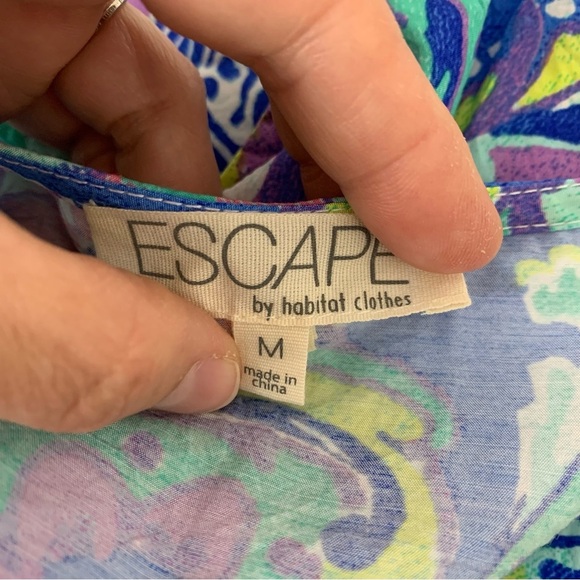 ESCAPE
by habitat clothes
M
made in
china